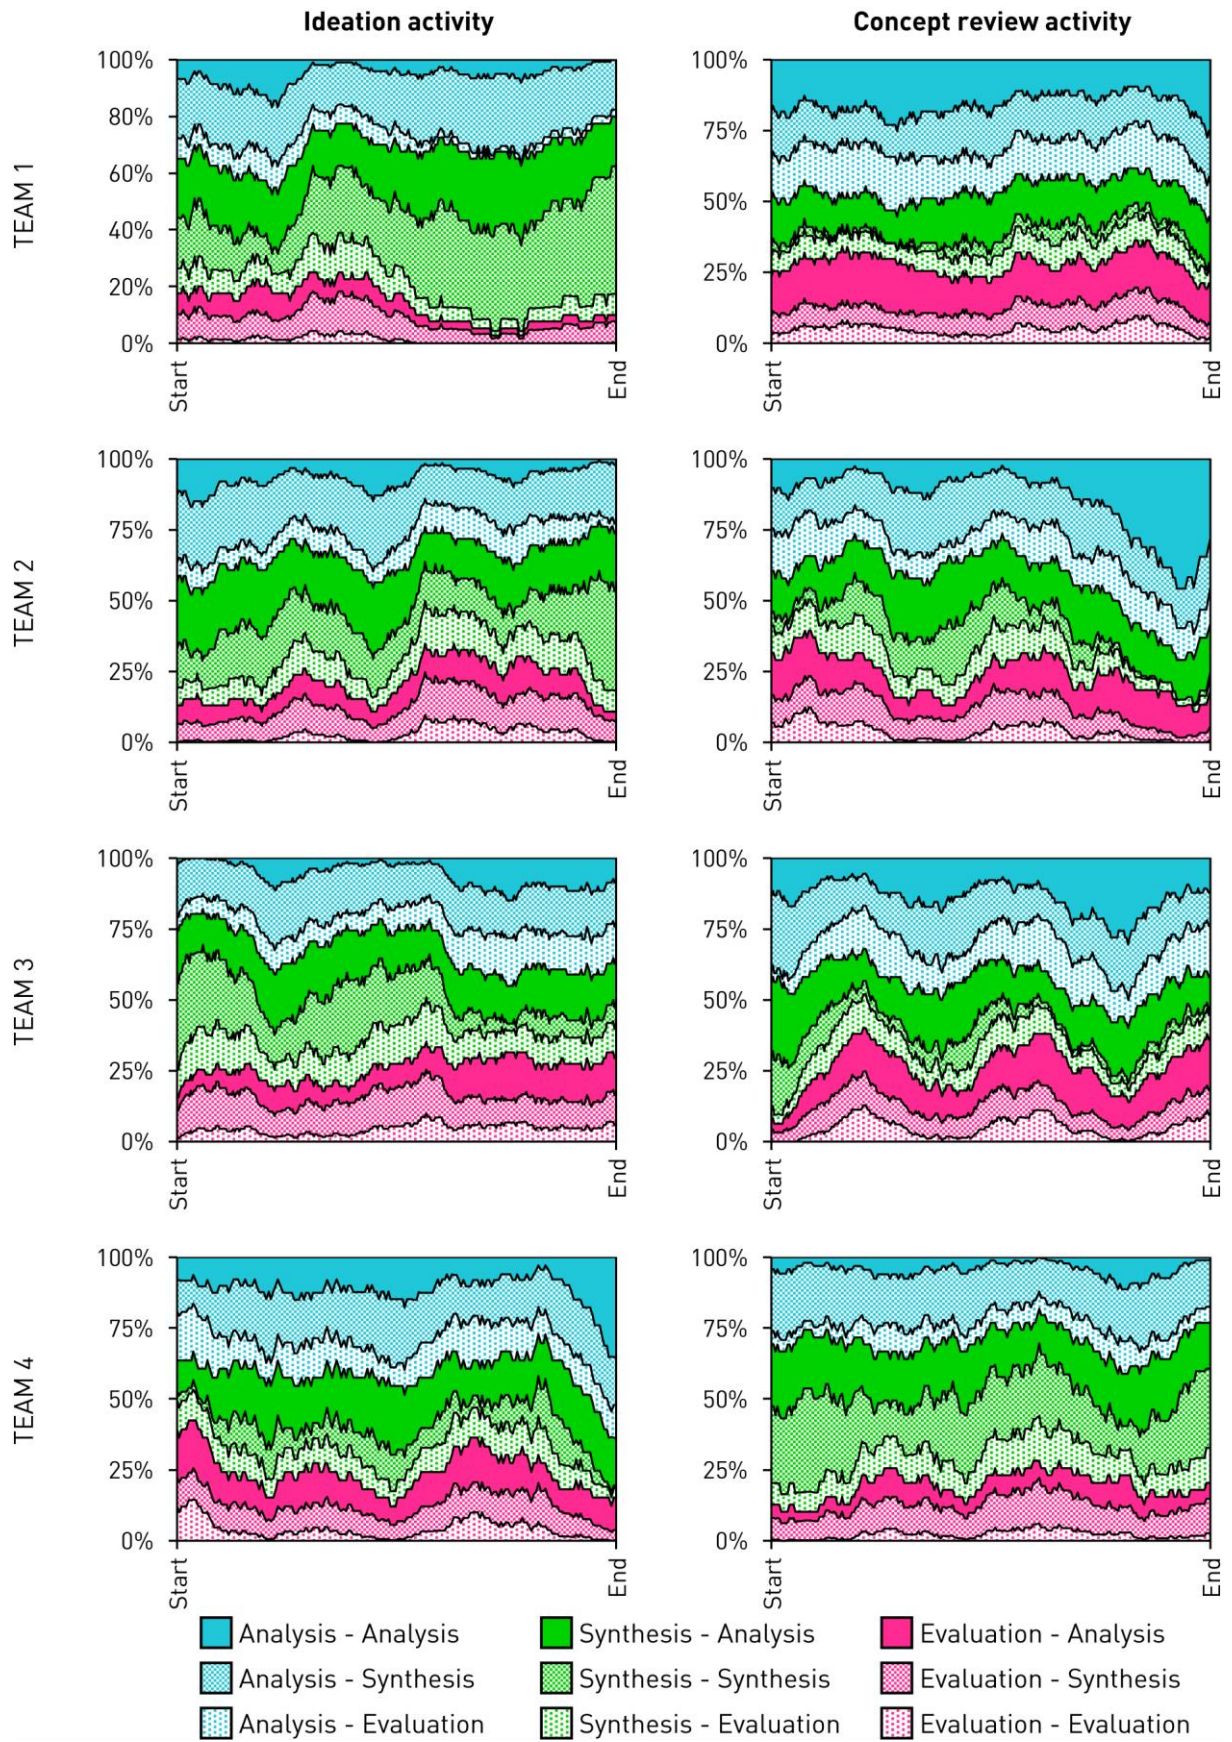 Ideation activity
Concept review activity
TEAM 1
100%
80%
60%
40%
20%
0%
Start
End
100%
75%
50%
25%
0%
Start
End
TEAM 2
100%
75%
50%
25%
0%
Start
End
100%
75%
50%
25%
0%
Start
End
TEAM 3
100%
75%
50%
25%
0%
Start
End
100%
75%
50%
25%
0%
Start
End
TEAM 4
100%
75%
50%
25%
0%
Start
End
100%
75%
50%
25%
0%
Start
End
Analysis - Analysis
Synthesis - Analysis
Evaluation - Analysis
Analysis - Synthesis
Synthesis - Synthesis
Evaluation - Synthesis
Analysis - Evaluation
Synthesis - Evaluation
Evaluation - Evaluation